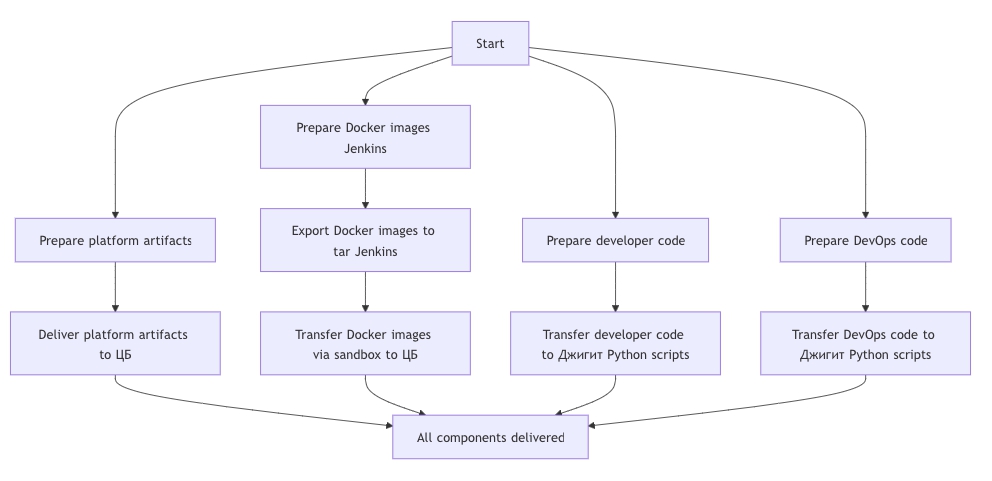 Start
Prepare Docker images
Jenkins
Prepare platform artifacts
Export Docker images to
tar Jenkins
Prepare developer code
Prepare DevOps code
Deliver platform artifacts
to ЦБ
Transfer Docker images
via sandbox to ЦБ
Transfer developer code
to Джигит Python scripts
Transfer DevOps code to
Джигит Python scripts
All components delivered